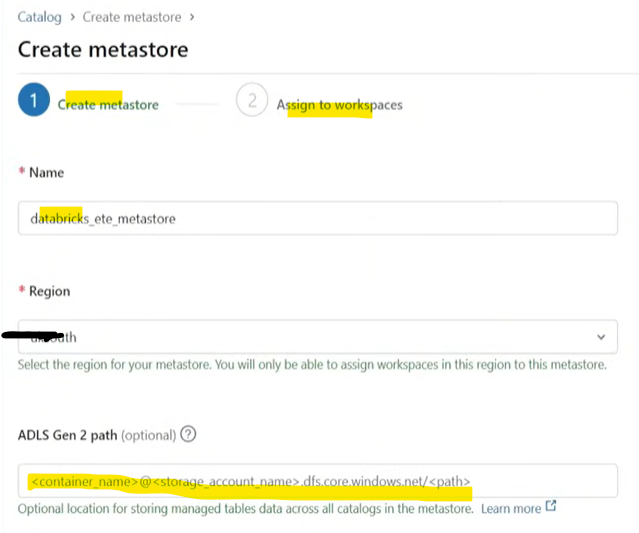 Catalog > Create metastore >
Create metastore
1 Create metastore 2 Assign to workspaces
* Name
databricks_ete_metastore
* Region
Select the region for your metastore. You will only be able to assign workspaces in this region to this metastore.
ADLS Gen 2 path (optional) ?
<container_name>@<storage_account_name>.dfs.core.windows.net/<path>
Optional location for storing managed tables data across all catalogs in the metastore. Learn more